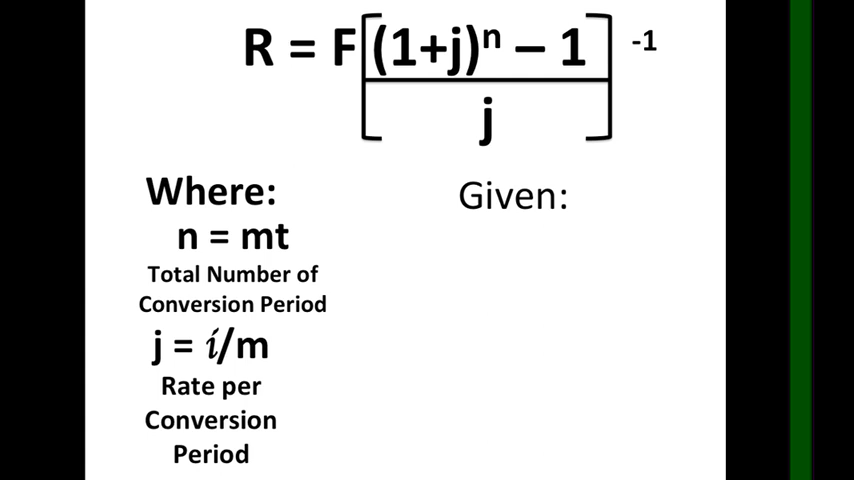 R = F[(1+j)ⁿ – 1 / j]⁻¹
Where:
n = mt
Total Number of
Conversion Period
j = í/m
Rate per
Conversion
Period
Given: